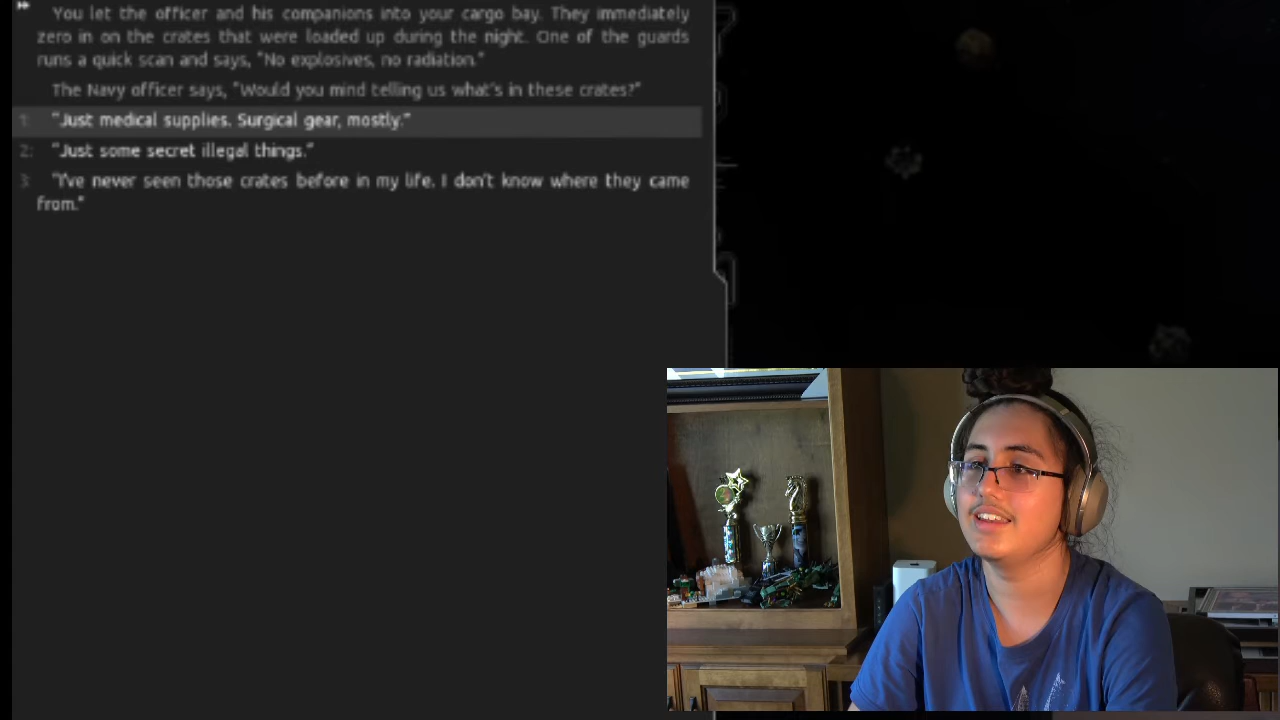 You let the officer and his companions into your cargo bay. They immediately
zero in on the crates that were loaded up during the night. One of the guards
runs a quick scan and says, "No explosives, no radiation."
The Navy officer says, "Would you mind telling us what's in these crates?"
1: "Just medical supplies. Surgical gear, mostly."
2: "Just some secret illegal things."
3: "I've never seen those crates before in my life. I don't know where they came
from."